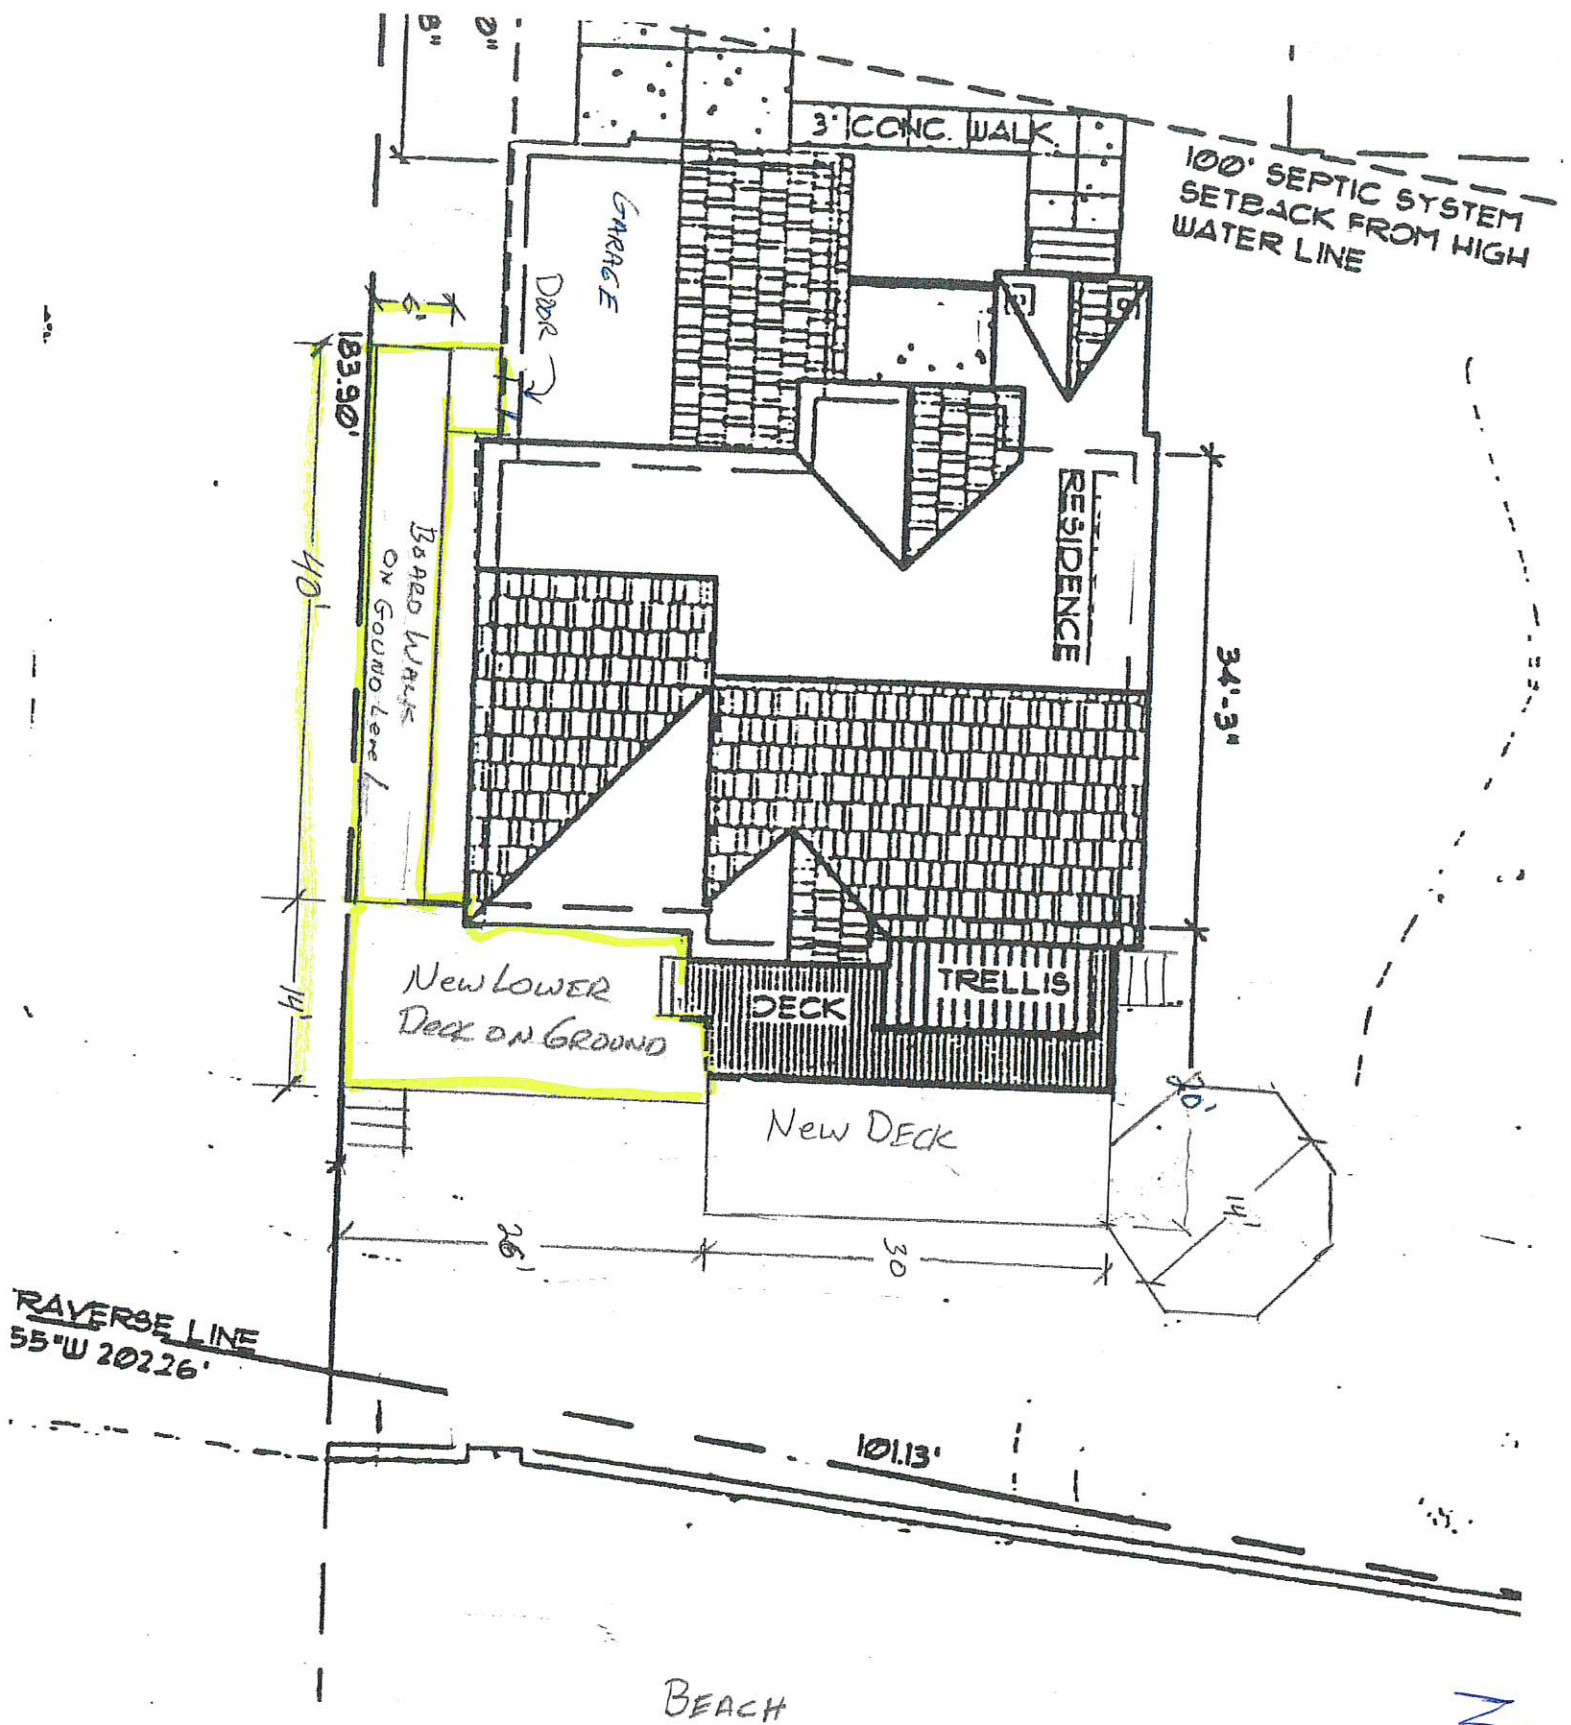 B"
0"
3' CONC. WALK
100' SEPTIC SYSTEM
SETBACK FROM HIGH
WATER LINE
GARAGE
DOOR
6'
183.90'
40'
BOARD WALK
ON GOUND Level
RESIDENCE
34'-3"
NEW LOWER
DECK ON GROUND
14'
DECK
TRELLIS
NEW DECK
20'
14'
26'
30
RAVERSE LINE
55"W 202.26'
101.13'
BEACH
N